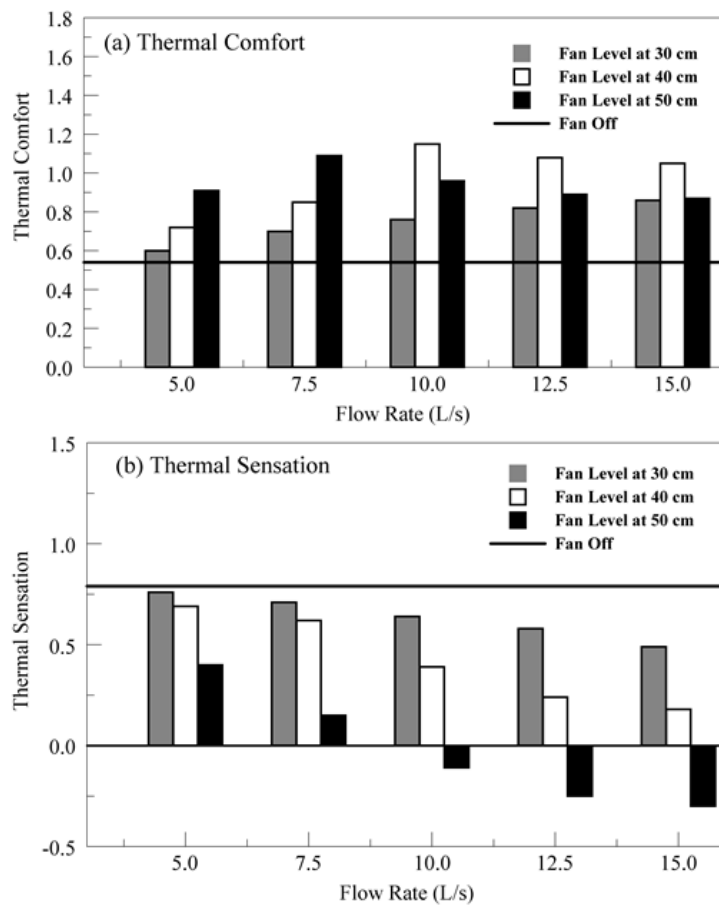 (a) Thermal Comfort
Fan Level at 30 cm
Fan Level at 40 cm
Fan Level at 50 cm
Fan Off
Thermal Comfort
1.8
1.6
1.4
1.2
1.0
0.8
0.6
0.4
0.2
0.0
5.0 7.5 10.0 12.5 15.0
Flow Rate (L/s)
(b) Thermal Sensation
Fan Level at 30 cm
Fan Level at 40 cm
Fan Level at 50 cm
Fan Off
Thermal Sensation
1.5
1.0
0.5
0.0
-0.5
5.0 7.5 10.0 12.5 15.0
Flow Rate (L/s)